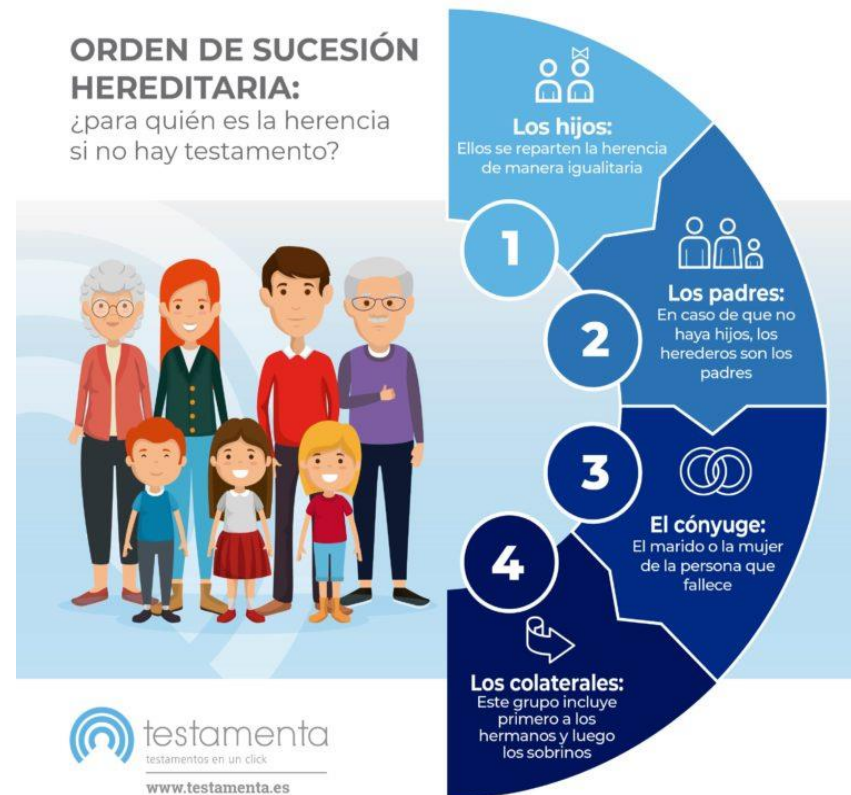 ORDEN DE SUCESIÓN
HEREDITARIA:
¿para quién es la herencia
si no hay testamento?
Los hijos:
Ellos se reparten la herencia
de manera igualitaria
1
Los padres:
En caso de que no
haya hijos, los
herederos son los
padres
2
3
El cónyuge:
El marido o la mujer
de la persona que
fallece
4
Los colaterales:
Este grupo incluye
primero a los
hermanos y luego
los sobrinos
testamenta
testamentos en un click
www.testamenta.es